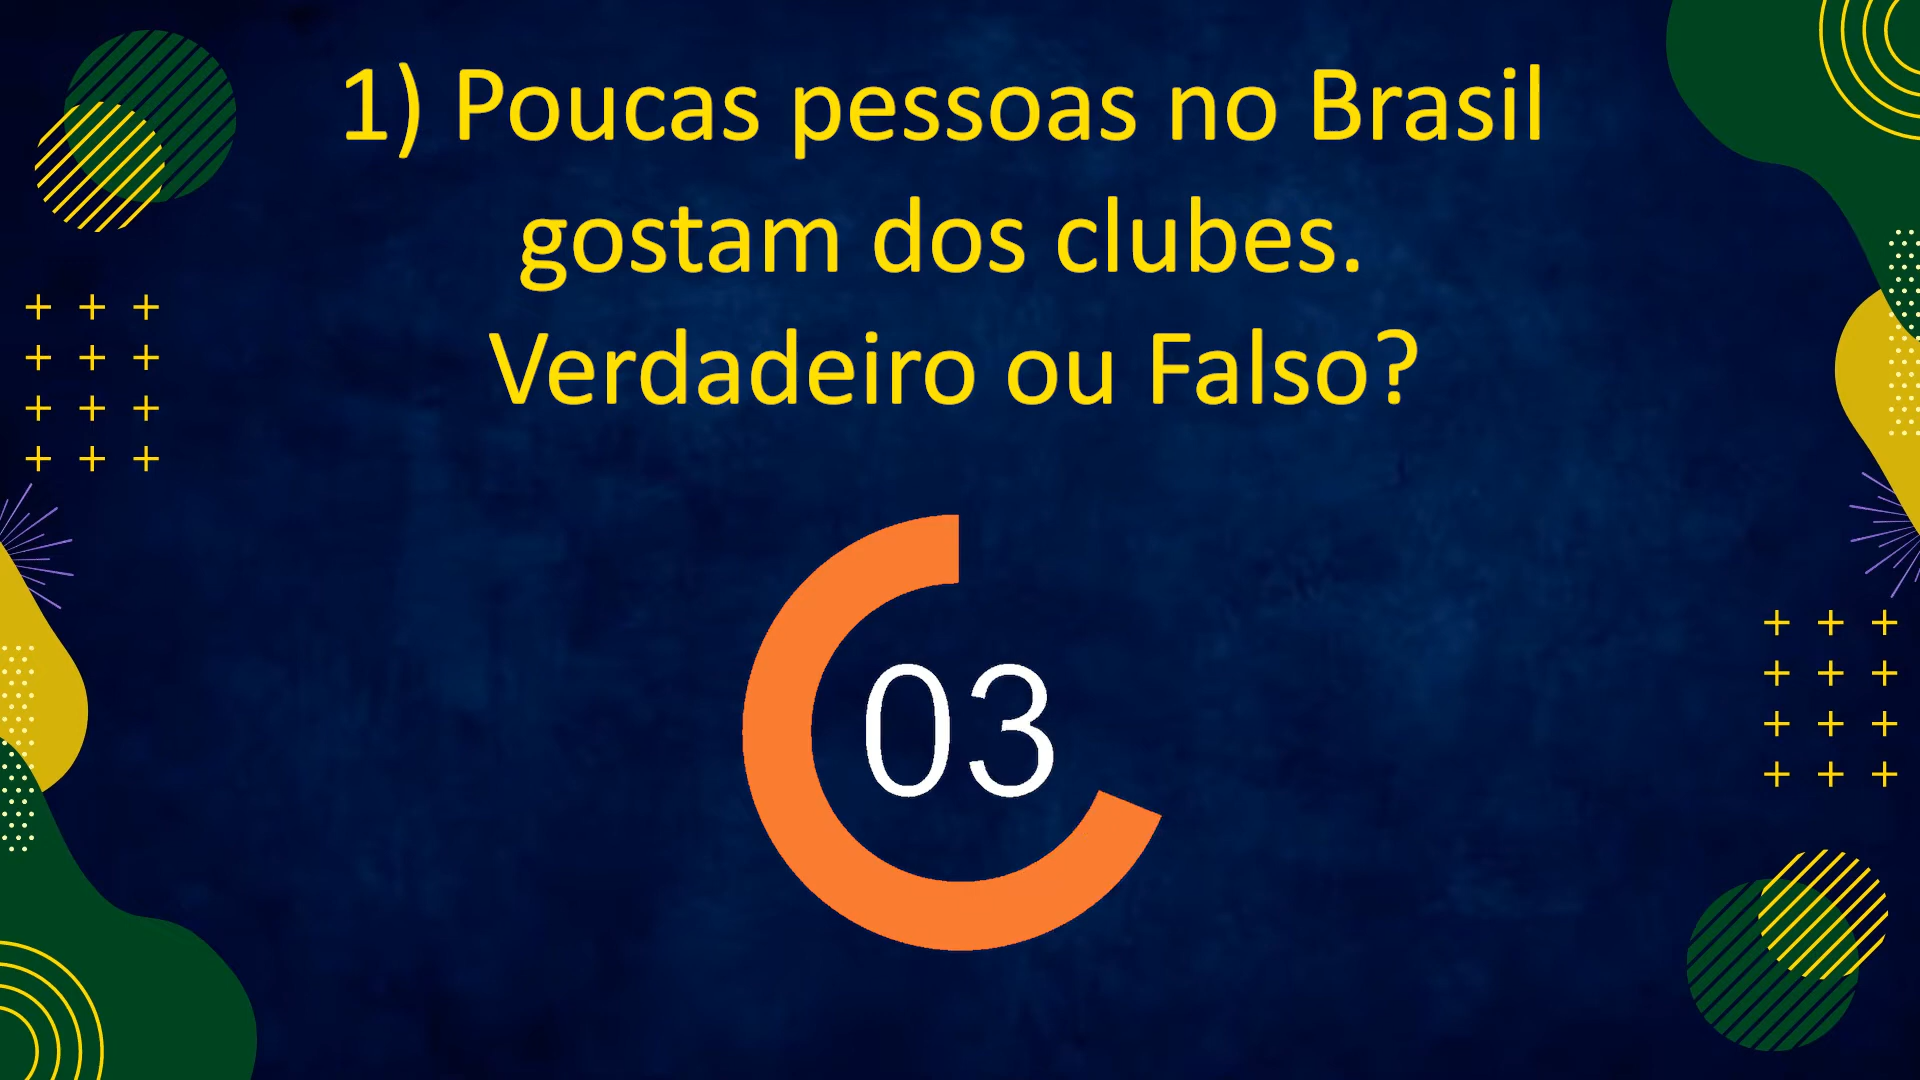 1) Poucas pessoas no Brasil
gostam dos clubes.
Verdadeiro ou Falso?
03